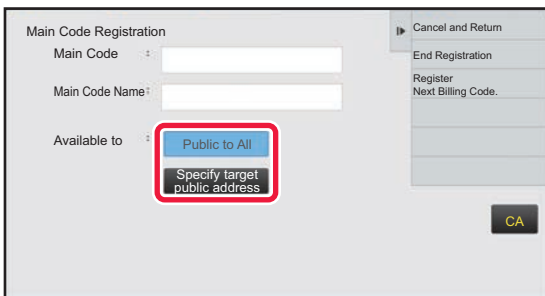 Main Code Registration
Main Code :
Main Code Name :
Available to :
Public to All
Specify target
public address
Cancel and Return
End Registration
Register
Next Billing Code.
CA